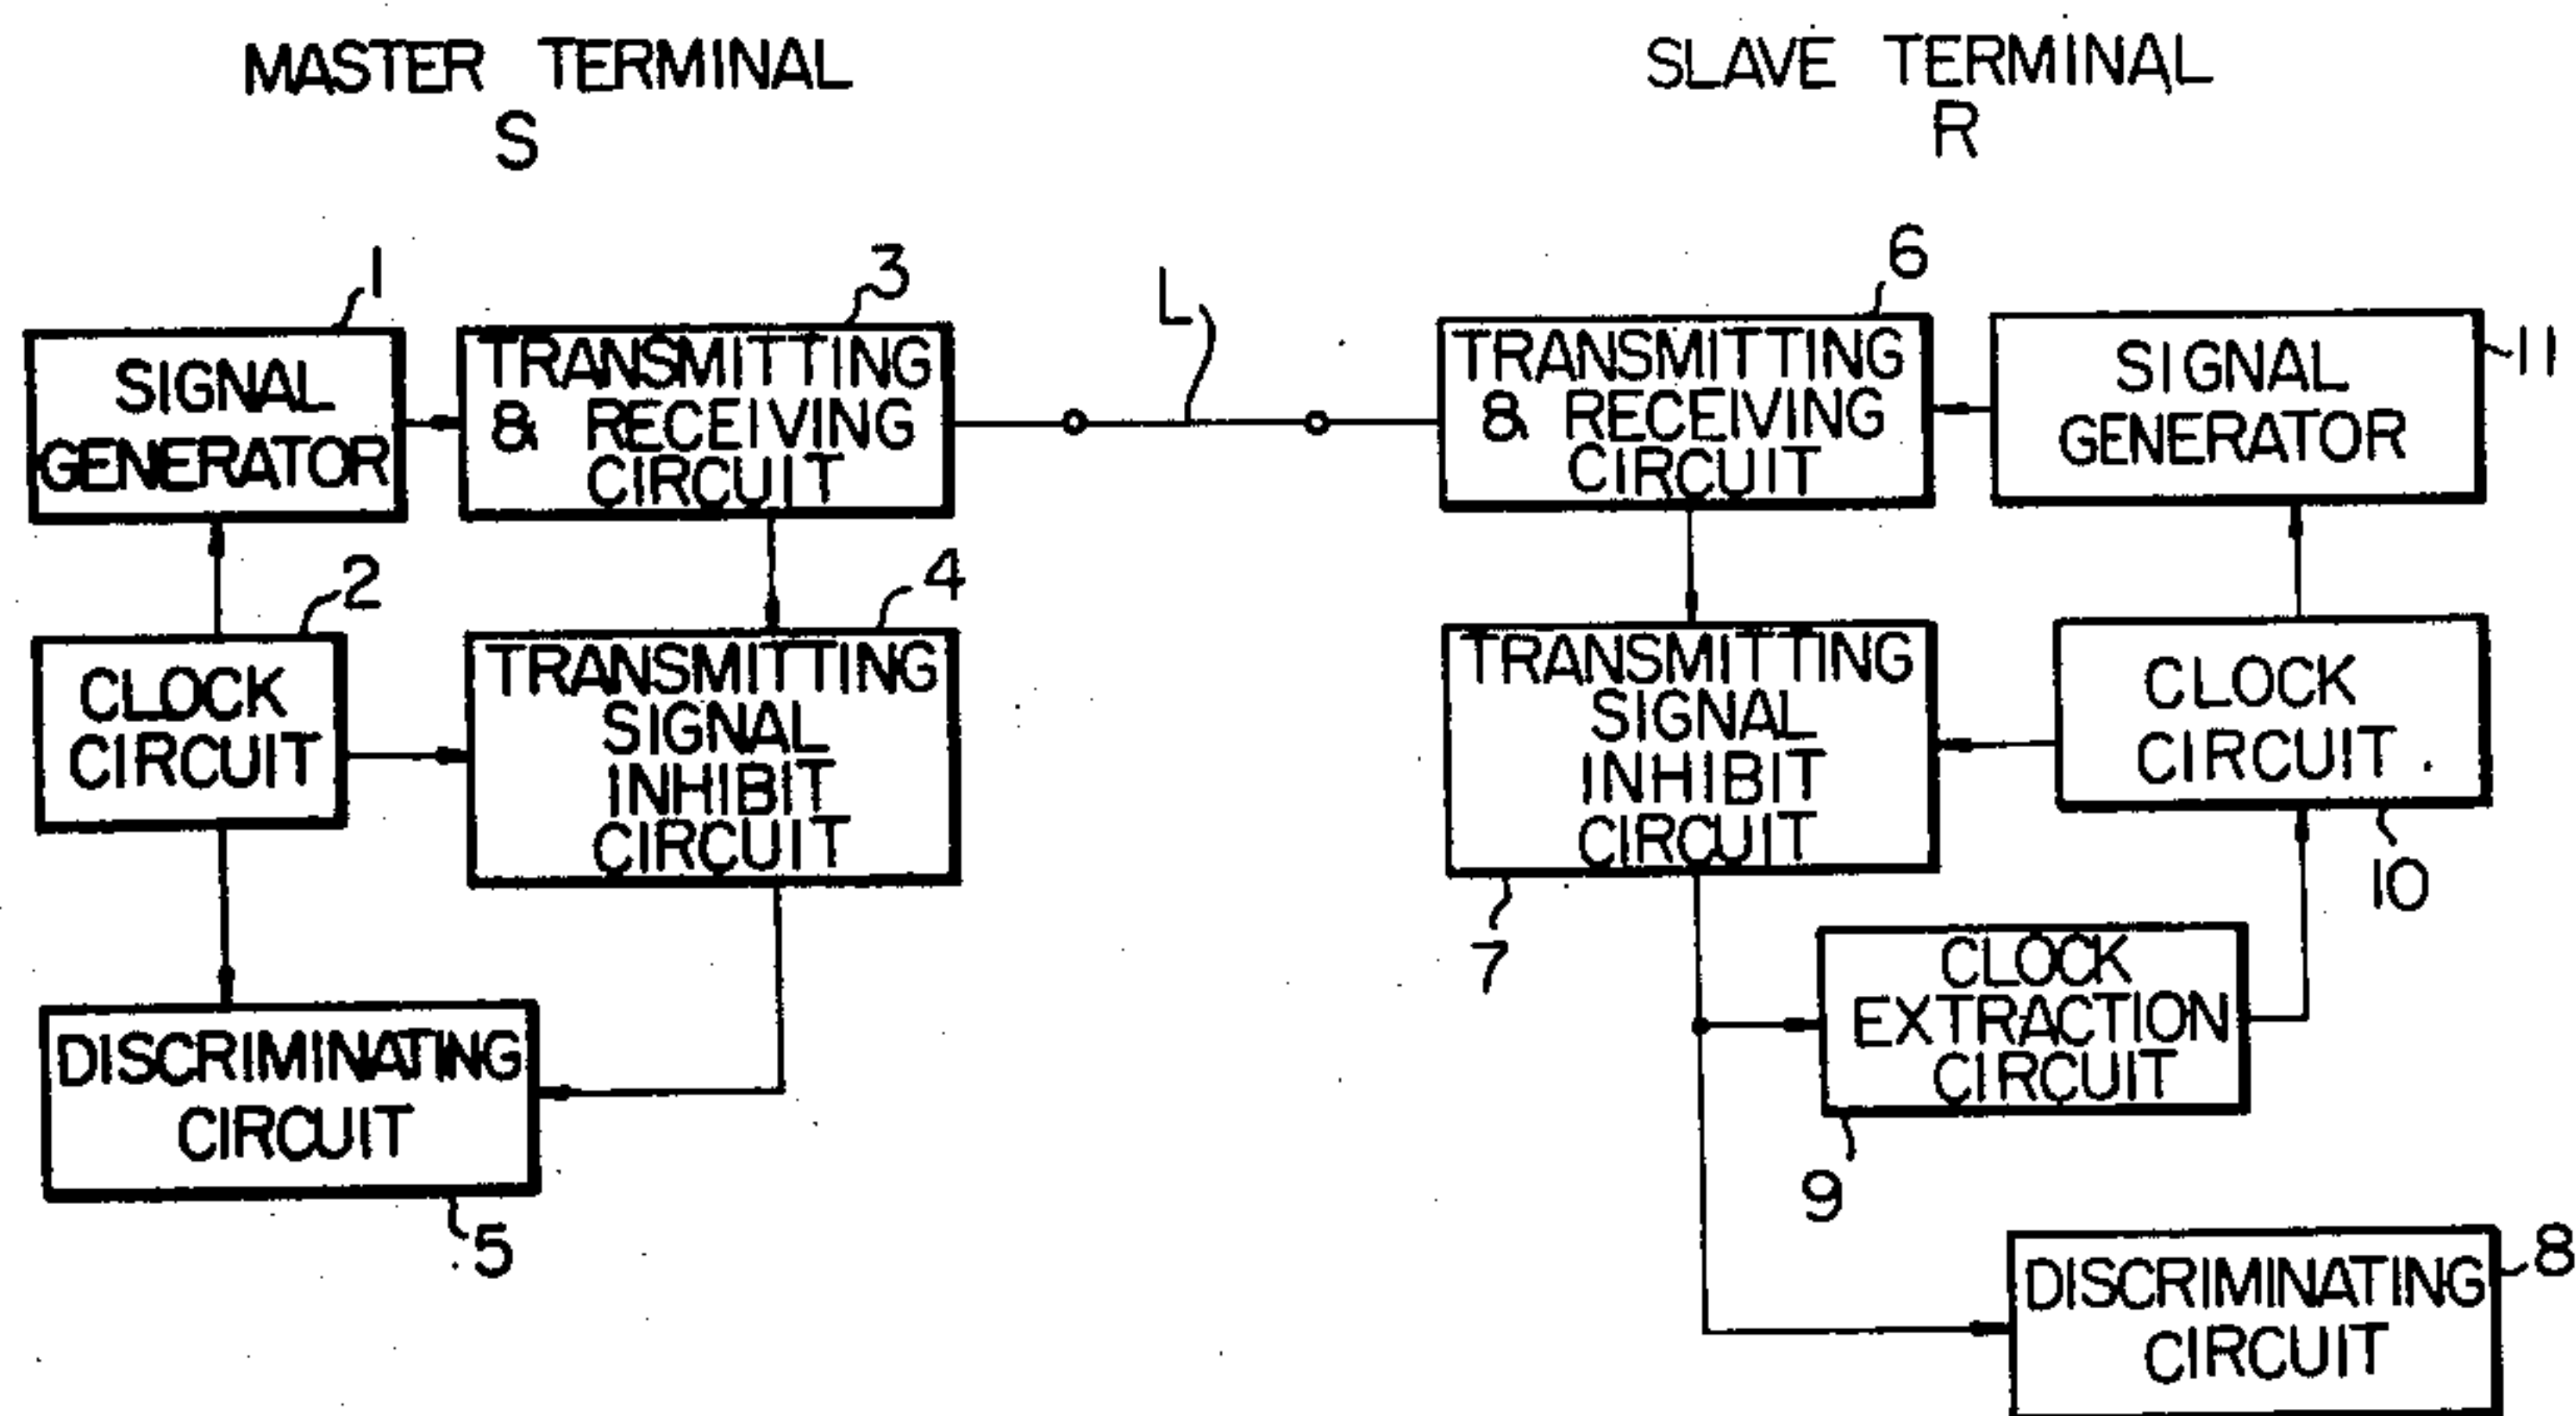 MASTER TERMINAL
S
SLAVE TERMINAL
R
1
SIGNAL
GENERATOR
3
TRANSMITTING
& RECEIVING
CIRCUIT
L
6
TRANSMITTING
& RECEIVING
CIRCUIT
11
SIGNAL
GENERATOR
2
CLOCK
CIRCUIT
4
TRANSMITTING
SIGNAL
INHIBIT
CIRCUIT
TRANSMITTING
SIGNAL
INHIBIT
CIRCUIT
7
CLOCK
CIRCUIT
10
DISCRIMINATING
CIRCUIT
5
CLOCK
EXTRACTION
CIRCUIT
9
DISCRIMINATING
CIRCUIT
8